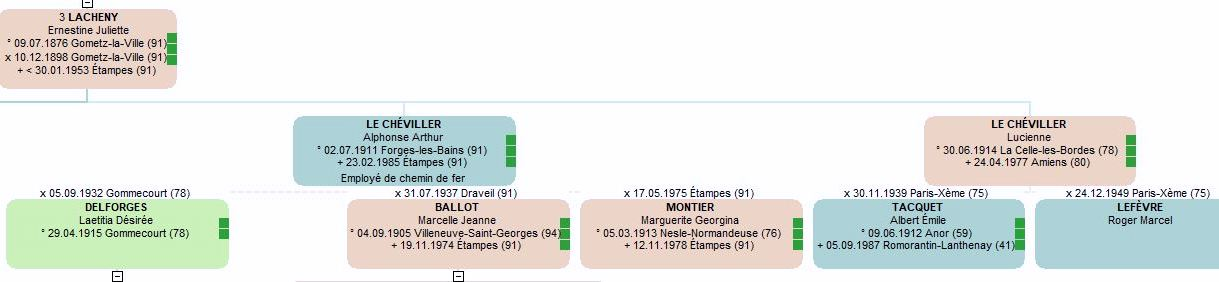 3 LACHENY
Ernestine Juliette
° 09.07.1876 Gometz-la-Ville (91)
x 10.12.1898 Gometz-la-Ville (91)
+ < 30.01.1953 Étampes (91)
LE CHÉVILLER
Alphonse Arthur
° 02.07.1911 Forges-les-Bains (91)
+ 23.02.1985 Étampes (91)
Employé de chemin de fer
LE CHÉVILLER
Lucienne
° 30.06.1914 La Celle-les-Bordes (78)
+ 24.04.1977 Amiens (80)
x 05.09.1932 Gommecourt (78)
DELFORGES
Laetitia Désirée
° 29.04.1915 Gommecourt (78)
x 31.07.1937 Draveil (91)
BALLOT
Marcelle Jeanne
° 04.09.1905 Villeneuve-Saint-Georges (94)
+ 19.11.1974 Étampes (91)
x 17.05.1975 Étampes (91)
MONTIER
Marguerite Georgina
° 05.03.1913 Nesle-Normandeuse (76)
+ 12.11.1978 Étampes (91)
x 30.11.1939 Paris-Xème (75)
TACQUET
Albert Émile
° 09.06.1912 Anor (59)
+ 05.09.1987 Romorantin-Lanthenay (41)
x 24.12.1949 Paris-Xème (75)
LEFÈVRE
Roger Marcel